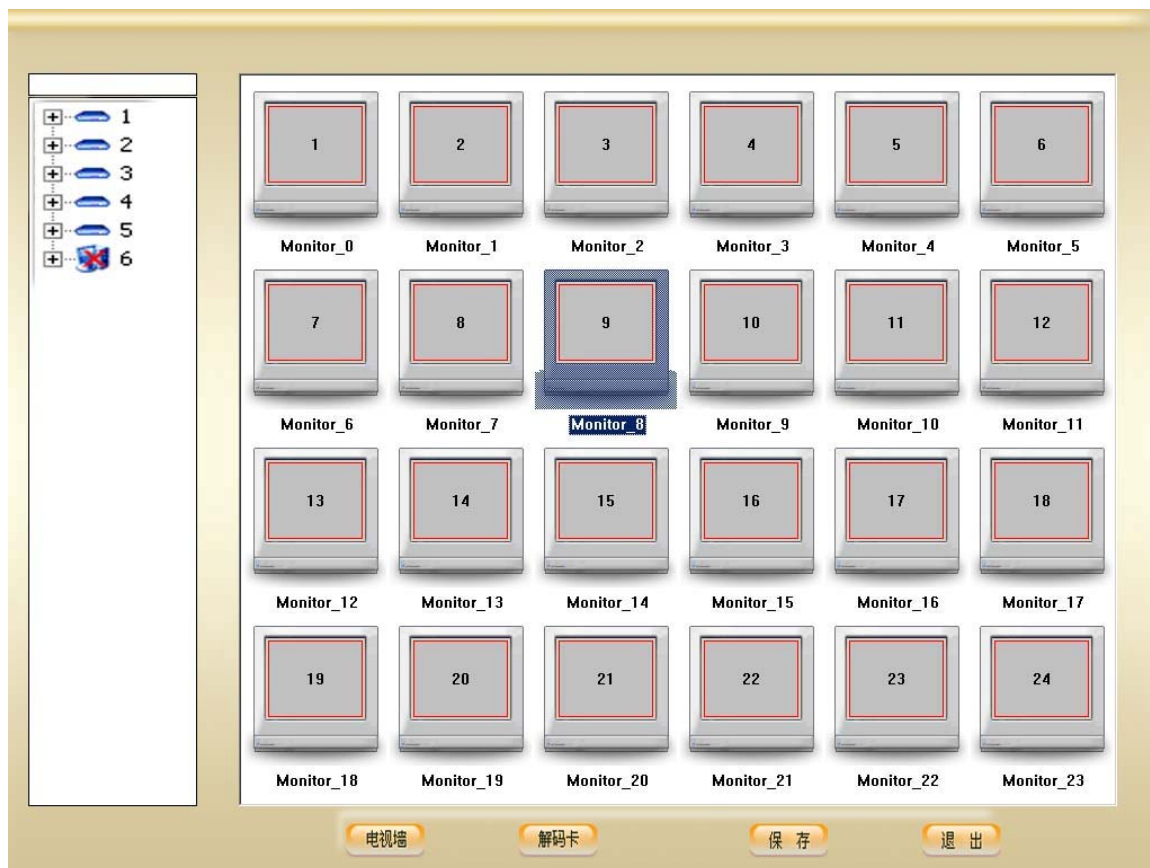 1
2
3
4
5
6
1 2 3 4 5 6
Monitor_0 Monitor_1 Monitor_2 Monitor_3 Monitor_4 Monitor_5
7 8 9 10 11 12
Monitor_6 Monitor_7 Monitor_8 Monitor_9 Monitor_10 Monitor_11
13 14 15 16 17 18
Monitor_12 Monitor_13 Monitor_14 Monitor_15 Monitor_16 Monitor_17
19 20 21 22 23 24
Monitor_18 Monitor_19 Monitor_20 Monitor_21 Monitor_22 Monitor_23
电视墙 解码卡 保 存 退 出